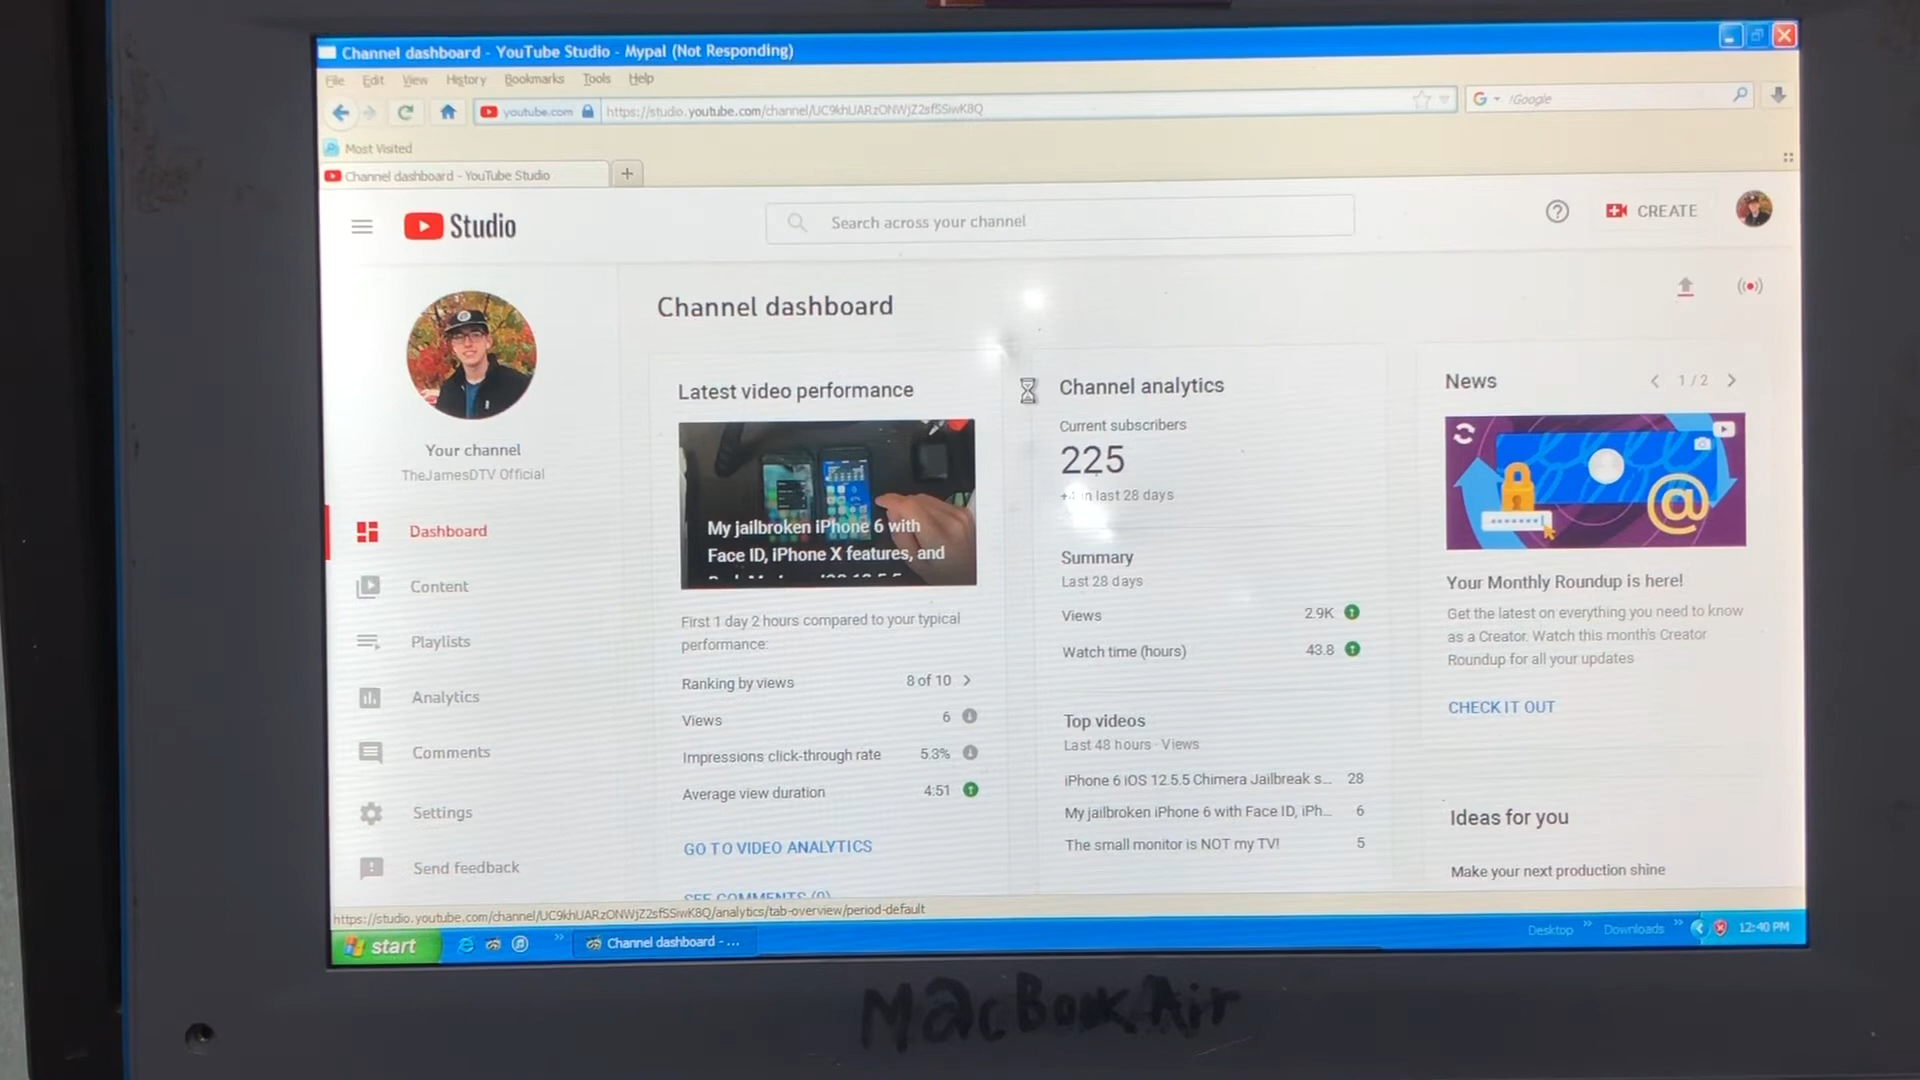 Channel dashboard - YouTube Studio - Mypal (Not Responding)
File Edit View History Bookmarks Tools Help
youtube.com https://studio.youtube.com/channel/UC9khUARzONWjZ2sfSSiwK8Q
Google
Most Visited
Channel dashboard - YouTube Studio
Studio
Search across your channel
CREATE
Channel dashboard
Your channel
TheJamesDTV Official
Dashboard
Content
Playlists
Analytics
Comments
Settings
Send feedback
Latest video performance
My jailbroken iPhone 6 with
Face ID, iPhone X features, and
First 1 day 2 hours compared to your typical
performance:
Ranking by views 8 of 10
Views 6
Impressions click-through rate 5.3%
Average view duration 4:51
GO TO VIDEO ANALYTICS
SEE COMMENTS (0)
Channel analytics
Current subscribers
225
+4 in last 28 days
Summary
Last 28 days
Views 2.9K
Watch time (hours) 43.8
Top videos
Last 48 hours · Views
iPhone 6 iOS 12.5.5 Chimera Jailbreak s... 28
My jailbroken iPhone 6 with Face ID, iPh... 6
The small monitor is NOT my TV! 5
News
1 / 2
@
Your Monthly Roundup is here!
Get the latest on everything you need to know
as a Creator. Watch this month's Creator
Roundup for all your updates
CHECK IT OUT
Ideas for you
Make your next production shine
https://studio.youtube.com/channel/UC9khUARzONWjZ2sfSSiwK8Q/analytics/tab-overview/period-default
start
Channel dashboard - ...
Desktop
Downloads
12:40 PM
MacBook Air